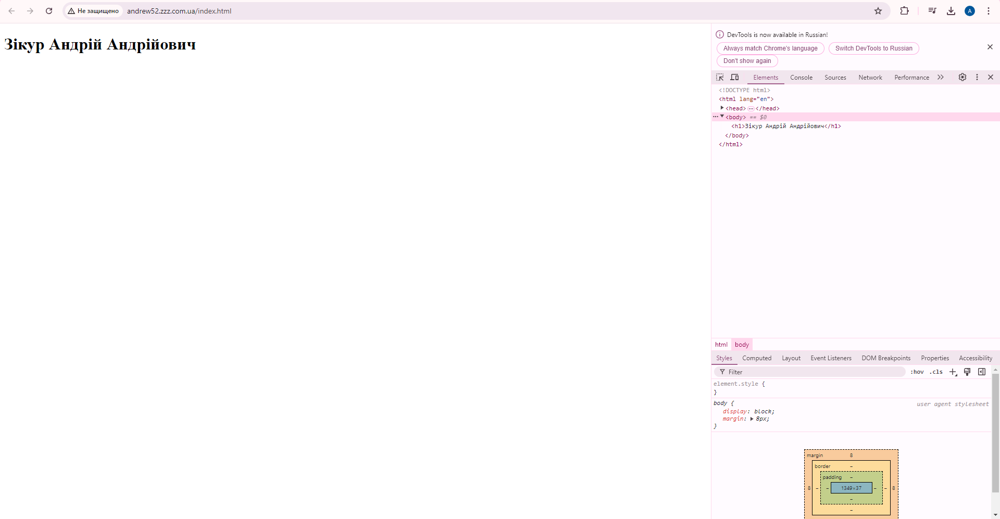 Не защищено andrew52.zzz.com.ua/index.html A
Зікур Андрій Андрійович
DevTools is now available in Russian!
Always match Chrome's language Switch DevTools to Russian
Don't show again
Elements Console Sources Network Performance
<!DOCTYPE html>
<html lang="en">
<head> ··· </head>
··· <body> == $0
<h1>Зікур Андрій Андрійович</h1>
</body>
</html>
html body
Styles Computed Layout Event Listeners DOM Breakpoints Properties Accessibility
Filter :hov .cls
element.style {
}
body { user agent stylesheet
display: block;
margin: 8px;
}
margin 8
border –
padding –
8 – – 1349×37 – – 8
–
–